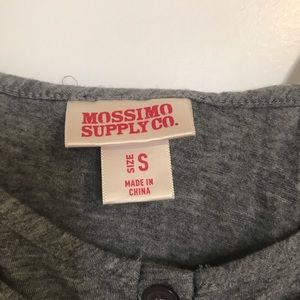 MOSSIMO
SUPPLY CO.
SIZE S
MADE IN
CHINA